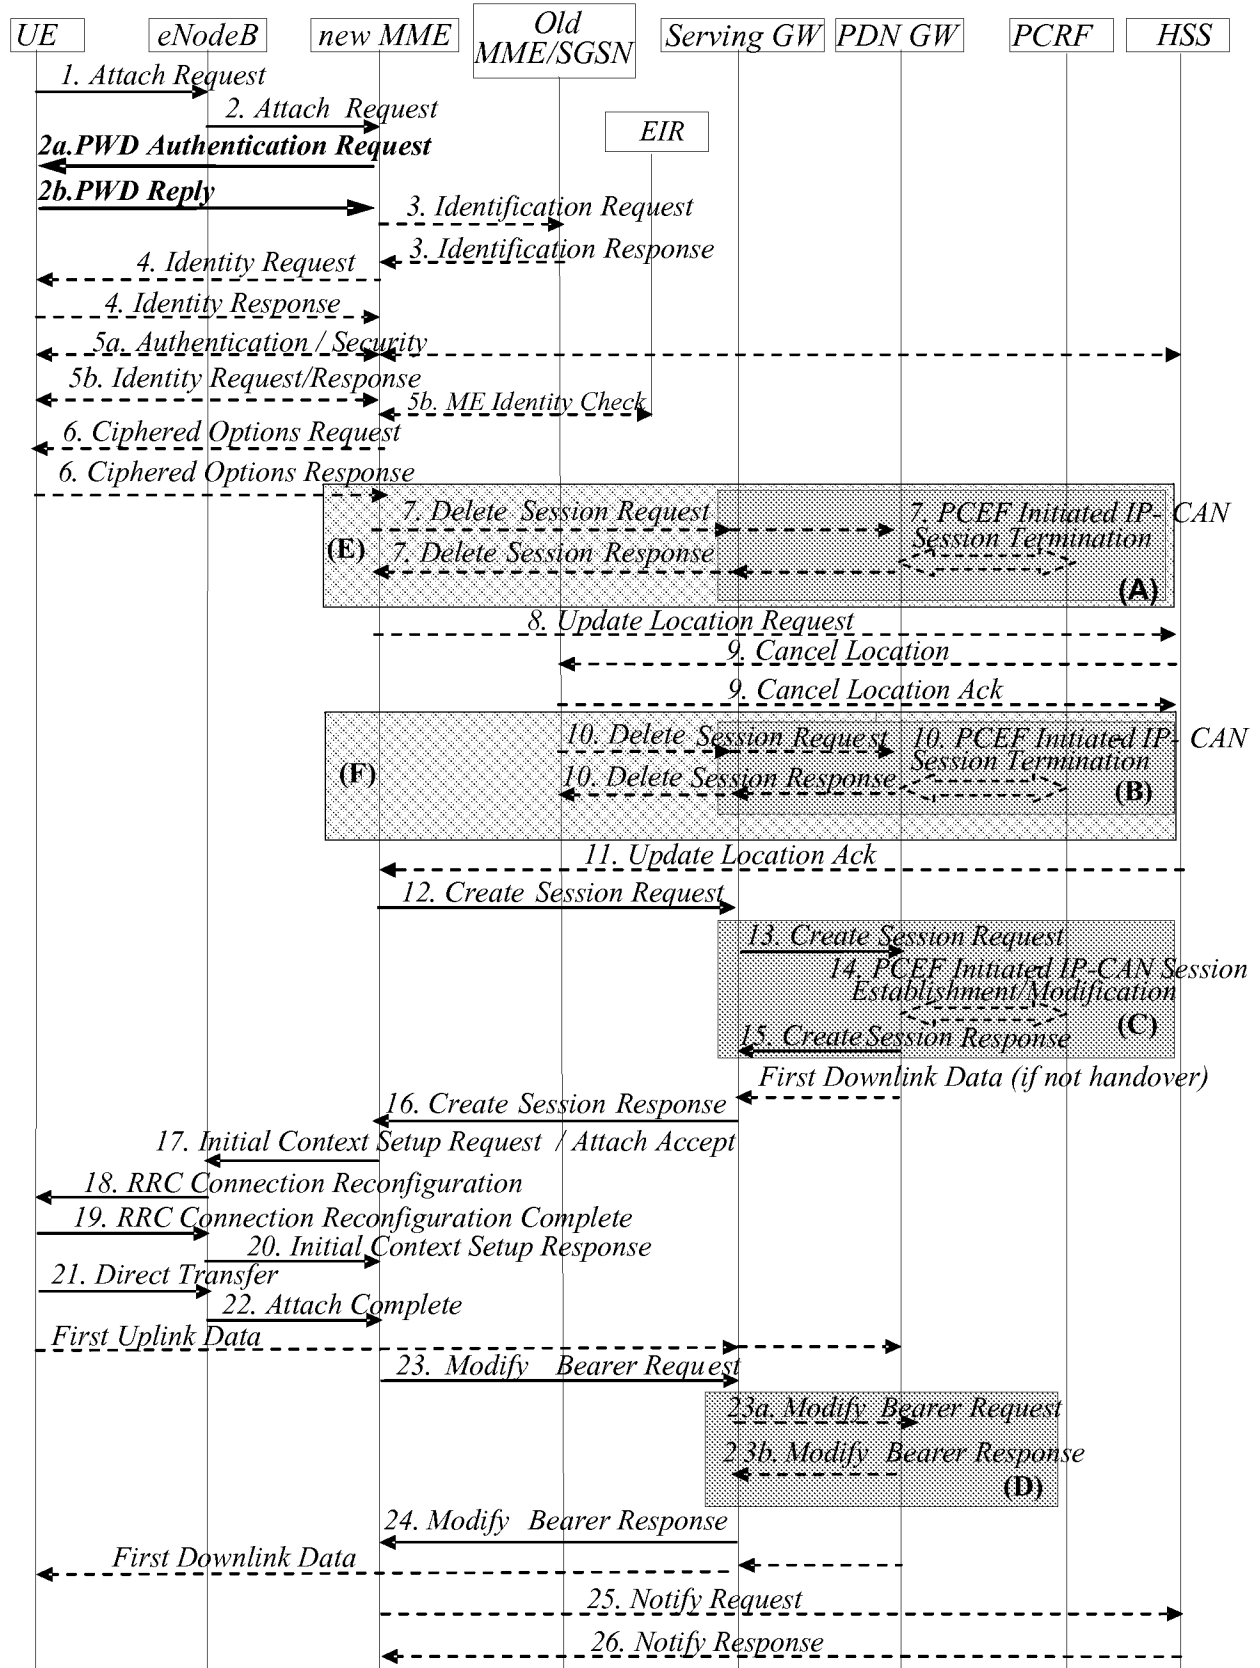 UE
eNodeB
new MME
Old
MME/SGSN
Serving GW
PDN GW
PCRF
HSS
EIR
1. Attach Request
2. Attach Request
2a.PWD Authentication Request
2b.PWD Reply
3. Identification Request
3. Identification Response
4. Identity Request
4. Identity Response
5a. Authentication / Security
5b. Identity Request/Response
5b. ME Identity Check
6. Ciphered Options Request
6. Ciphered Options Response
7. Delete Session Request
7. PCEF Initiated IP- CAN
Session Termination
(E)
7. Delete Session Response
(A)
8. Update Location Request
9. Cancel Location
9. Cancel Location Ack
10. Delete Session Request
10. PCEF Initiated IP- CAN
Session Termination
(F)
10. Delete Session Response
(B)
11. Update Location Ack
12. Create Session Request
13. Create Session Request
14. PCEF Initiated IP-CAN Session
Establishment/Modification
(C)
15. Create Session Response
First Downlink Data (if not handover)
16. Create Session Response
17. Initial Context Setup Request / Attach Accept
18. RRC Connection Reconfiguration
19. RRC Connection Reconfiguration Complete
20. Initial Context Setup Response
21. Direct Transfer
22. Attach Complete
First Uplink Data
23. Modify Bearer Request
23a. Modify Bearer Request
2 3b. Modify Bearer Response
(D)
24. Modify Bearer Response
First Downlink Data
25. Notify Request
26. Notify Response